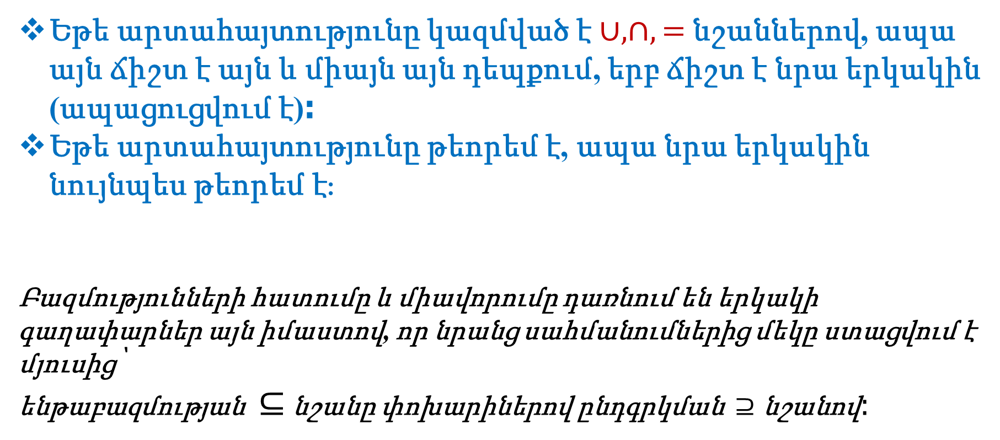 ❖ Եթե արտահայտությունը կազմված է ∪,∩, = նշաններով, ապա
այն ճիշտ է այն և միայն այն դեպքում, երբ ճիշտ է նրա երկակին
(ապացուցվում է):
❖ Եթե արտահայտությունը թեորեմ է, ապա նրա երկակին
նույնպես թեորեմ է։
Բազմությունների հատումը և միավորումը դառնում են երկակի
գաղափարներ այն իմաստով, որ նրանց սահմանումներից մեկը ստացվում է
մյուսից՝
ենթաբազմության ⊆ նշանը փոխարիներով ընդգրկման ⊇ նշանով: